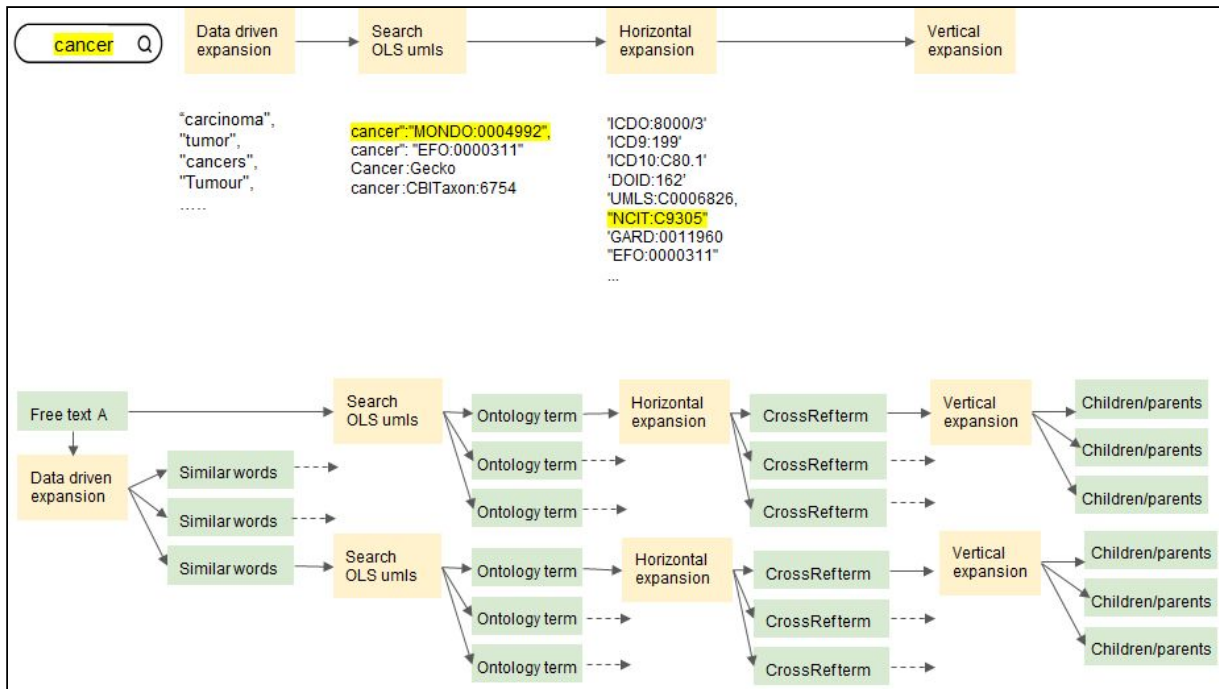 cancer
Data driven
expansion
Search
OLS umls
Horizontal
expansion
Vertical
expansion
"carcinoma",
"tumor",
"cancers",
"Tumour",
.....
cancer":"MONDO:0004992",
cancer": "EFO:0000311"
Cancer:Gecko
cancer:CBITaxon:6754
'ICDO:8000/3'
'ICD9:199'
'ICD10:C80.1'
'DOID:162'
'UMLS:C0006826,
"NCIT:C9305"
'GARD:0011960
"EFO:0000311"
...
Free text A
Data driven
expansion
Similar words
Similar words
Similar words
Search
OLS umls
Ontology term
Ontology term
Ontology term
Horizontal
expansion
CrossRefterm
CrossRefterm
CrossRefterm
Vertical
expansion
Children/parents
Children/parents
Children/parents
Search
OLS umls
Ontology term
Ontology term
Ontology term
Horizontal
expansion
CrossRefterm
CrossRefterm
CrossRefterm
Vertical
expansion
Children/parents
Children/parents
Children/parents